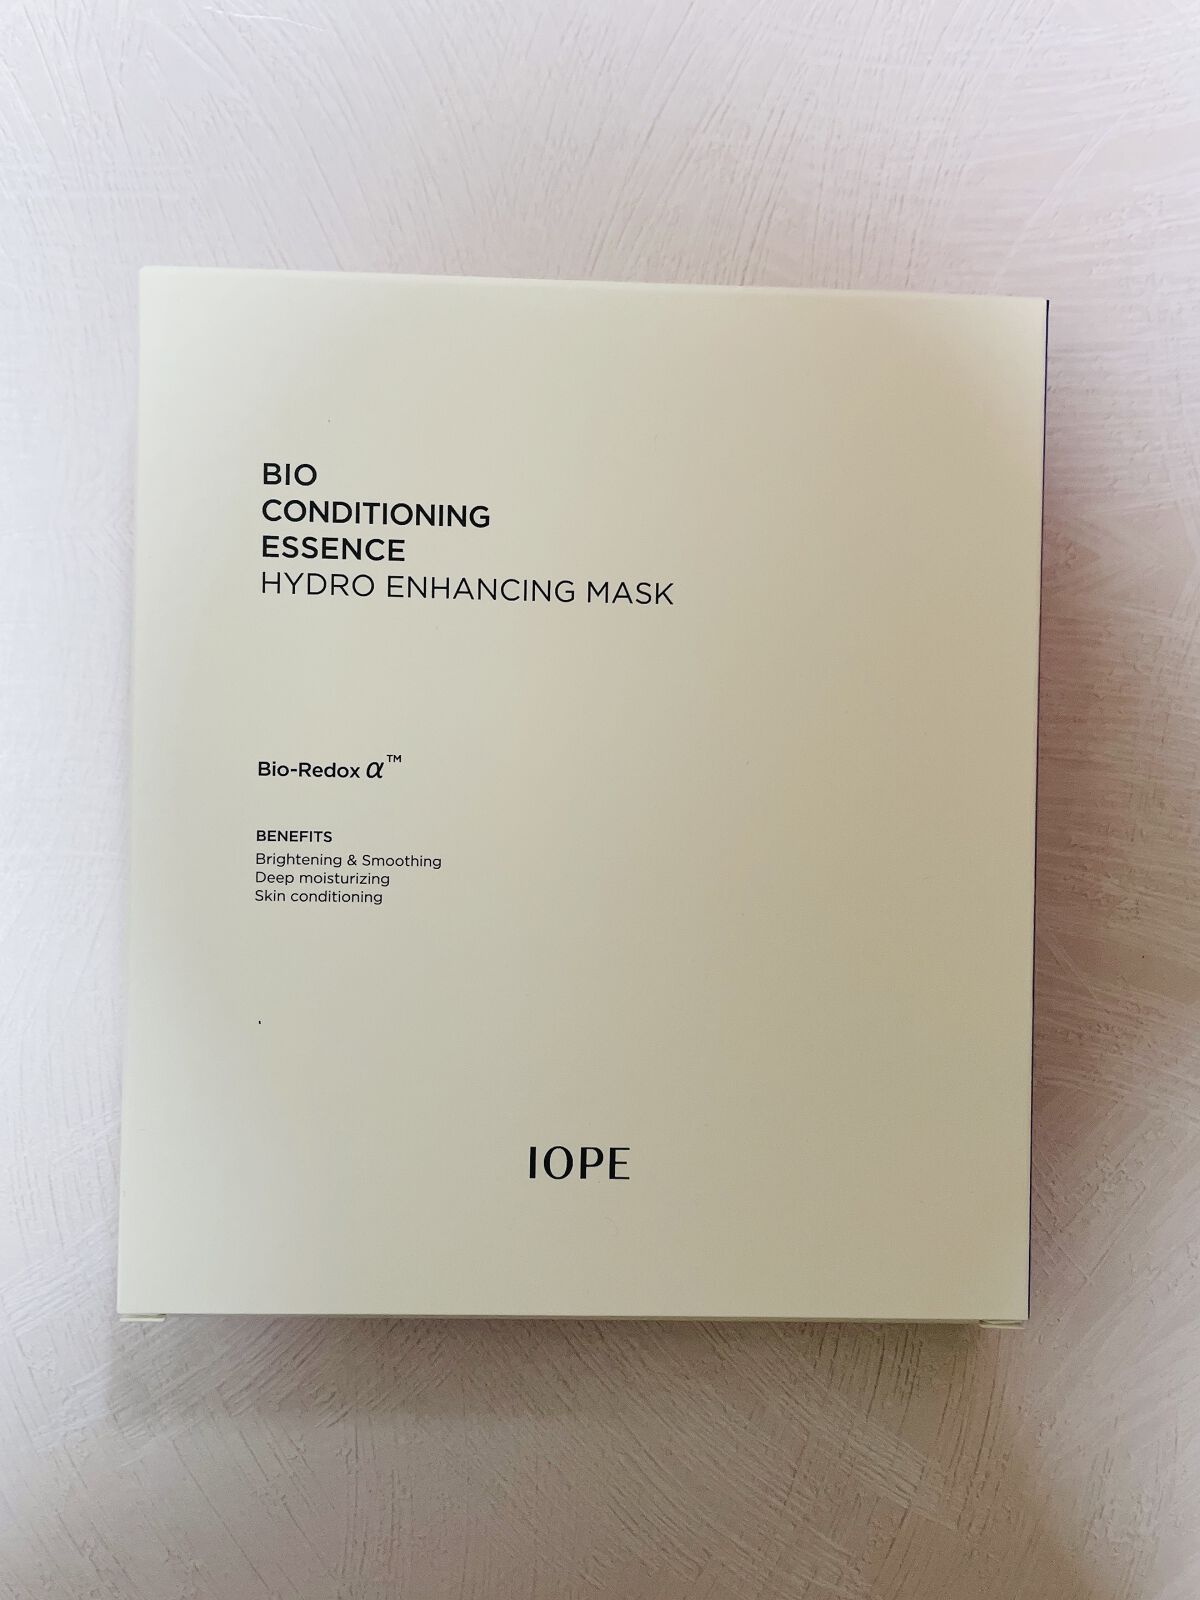 BIO
CONDITIONING
ESSENCE
HYDRO ENHANCING MASK
Bio-Redox α™
BENEFITS
Brightening & Smoothing
Deep moisturizing
Skin conditioning
IOPE